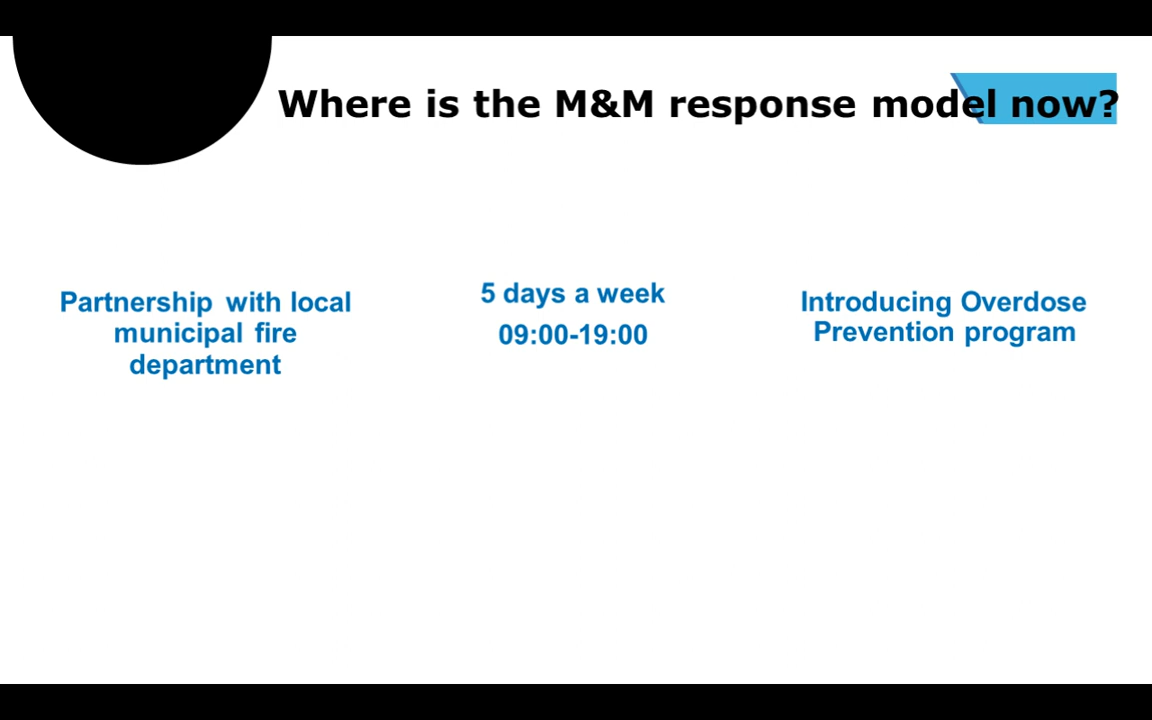 Where is the M&M response model now?
Partnership with local
municipal fire
department
5 days a week
09:00-19:00
Introducing Overdose
Prevention program